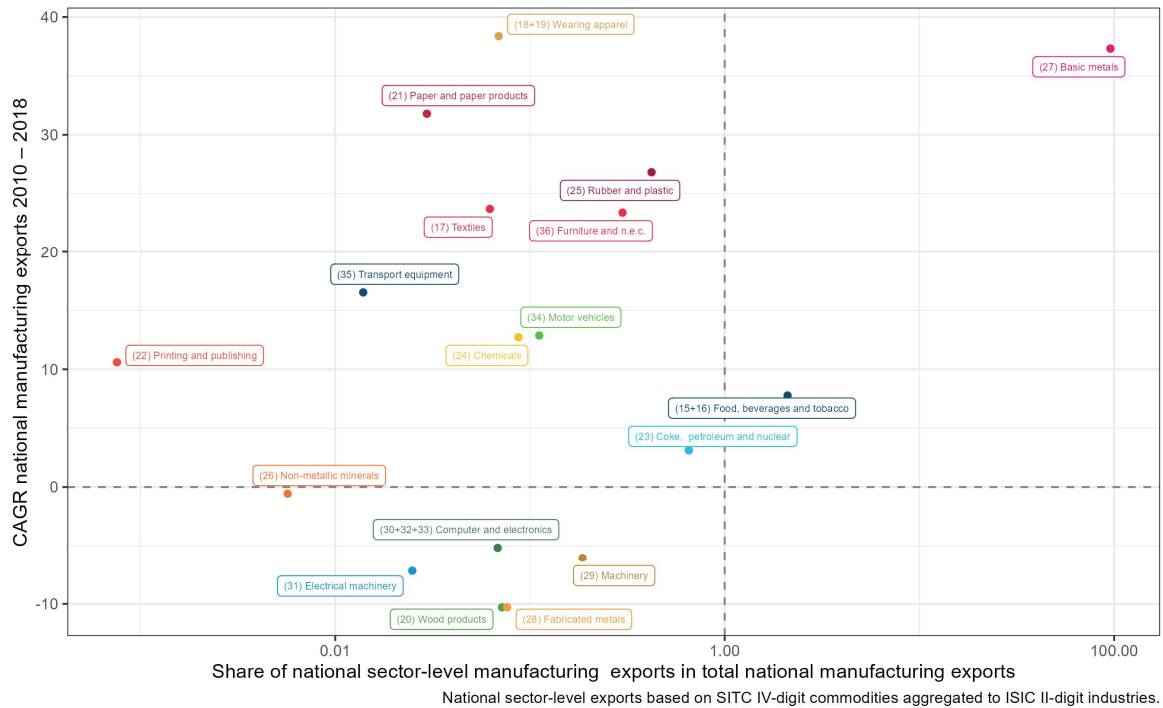 40
(18+19) Wearing apparel
(27) Basic metals
(21) Paper and paper products
30
(25) Rubber and plastic
(17) Textiles
(36) Furniture and n.e.c.
20
(35) Transport equipment
(34) Motor vehicles
(22) Printing and publishing
(24) Chemicals
10
(15+16) Food, beverages and tobacco
(23) Coke,  petroleum and nuclear
(26) Non-metallic minerals
0
(30+32+33) Computer and electronics
(29) Machinery
(31) Electrical machinery
-10
(20) Wood products
(28) Fabricated metals
CAGR national manufacturing exports 2010 – 2018
0.01
1.00
100.00
Share of national sector-level manufacturing  exports in total national manufacturing exports
National sector-level exports based on SITC IV-digit commodities aggregated to ISIC II-digit industries.